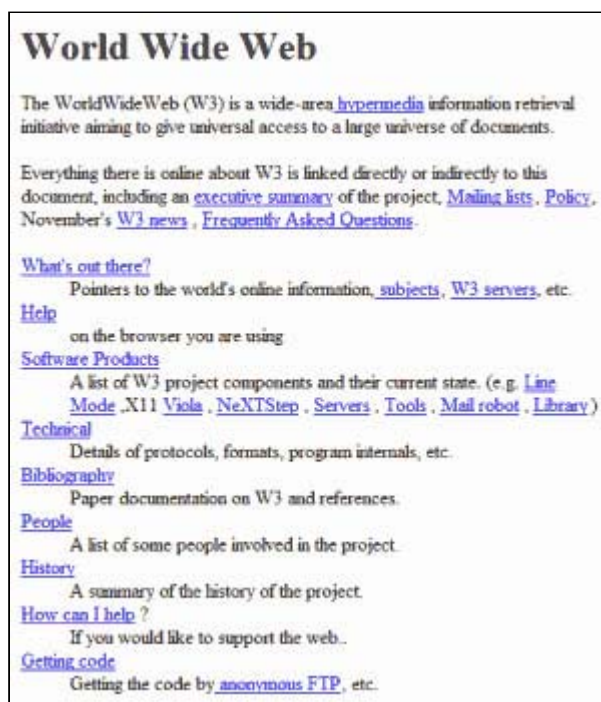 World Wide Web
The WorldWideWeb (W3) is a wide-area hypermedia information retrieval
initiative aiming to give universal access to a large universe of documents.
Everything there is online about W3 is linked directly or indirectly to this
document, including an executive summary of the project, Mailing lists , Policy,
November's W3 news , Frequently Asked Questions.
What's out there?
Pointers to the world's online information, subjects, W3 servers, etc.
Help
on the browser you are using
Software Products
A list of W3 project components and their current state. (e.g. Line
Mode ,X11 Viola , NeXTStep , Servers , Tools , Mail robot , Library )
Technical
Details of protocols, formats, program internals, etc.
Bibliography
Paper documentation on W3 and references.
People
A list of some people involved in the project.
History
A summary of the history of the project.
How can I help ?
If you would like to support the web..
Getting code
Getting the code by anonymous FTP, etc.